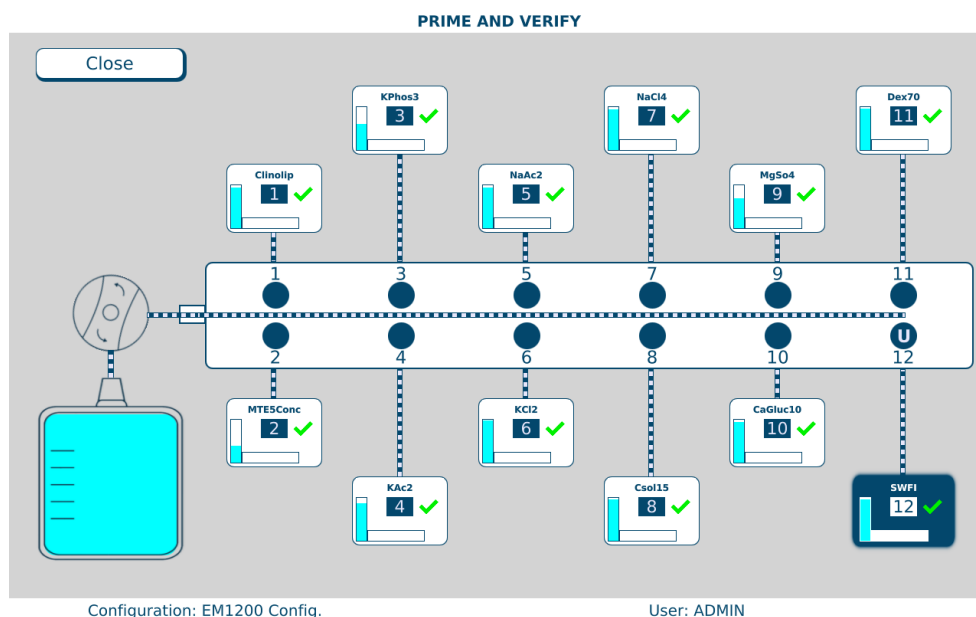 PRIME AND VERIFY
Close
KPhos3
3
NaCl4
7
Dex70
11
Clinolip
1
NaAc2
5
MgSo4
9
1 3 5 7 9 11
U
2 4 6 8 10 12
MTE5Conc
2
KCl2
6
CaGluc10
10
KAc2
4
Csol15
8
SWFI
12
Configuration: EM1200 Config. User: ADMIN